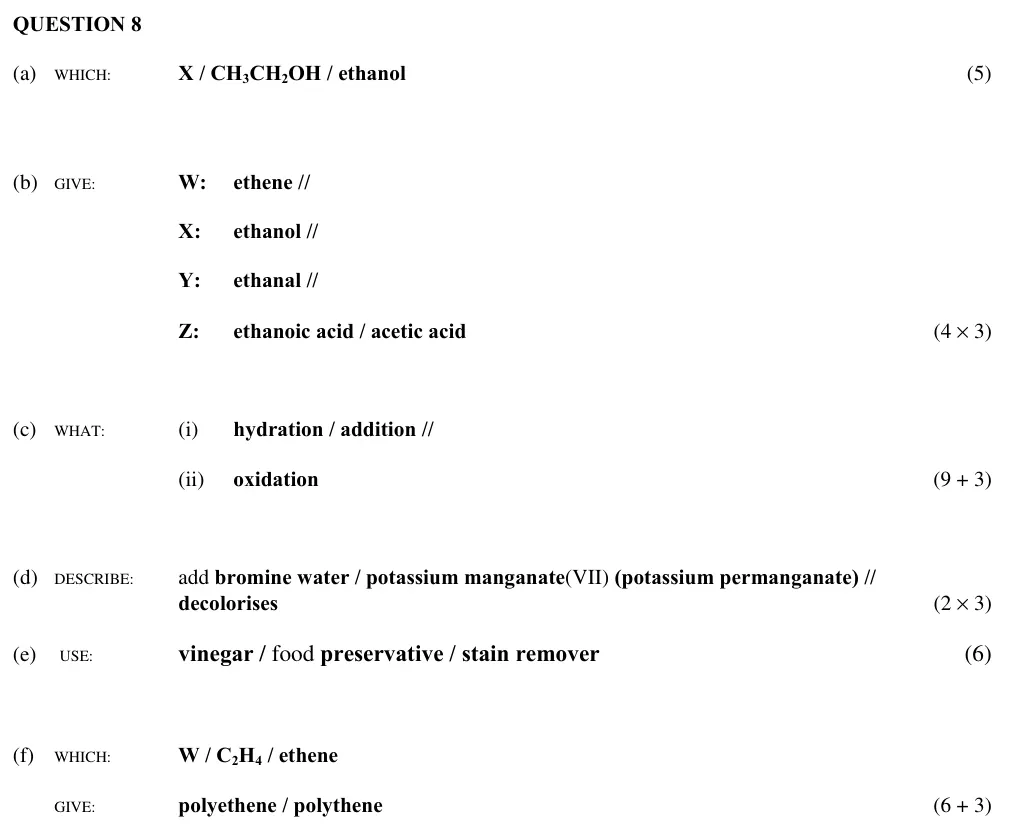 QUESTION 8
(a) WHICH: X / CH₃CH₂OH / ethanol (5)
(b) GIVE: W: ethene //
X: ethanol //
Y: ethanal //
Z: ethanoic acid / acetic acid (4 × 3)
(c) WHAT: (i) hydration / addition //
(ii) oxidation (9 + 3)
(d) DESCRIBE: add bromine water / potassium manganate(VII) (potassium permanganate) //
decolorises (2 × 3)
(e) USE: vinegar / food preservative / stain remover (6)
(f) WHICH: W / C₂H₄ / ethene
GIVE: polyethene / polythene (6 + 3)